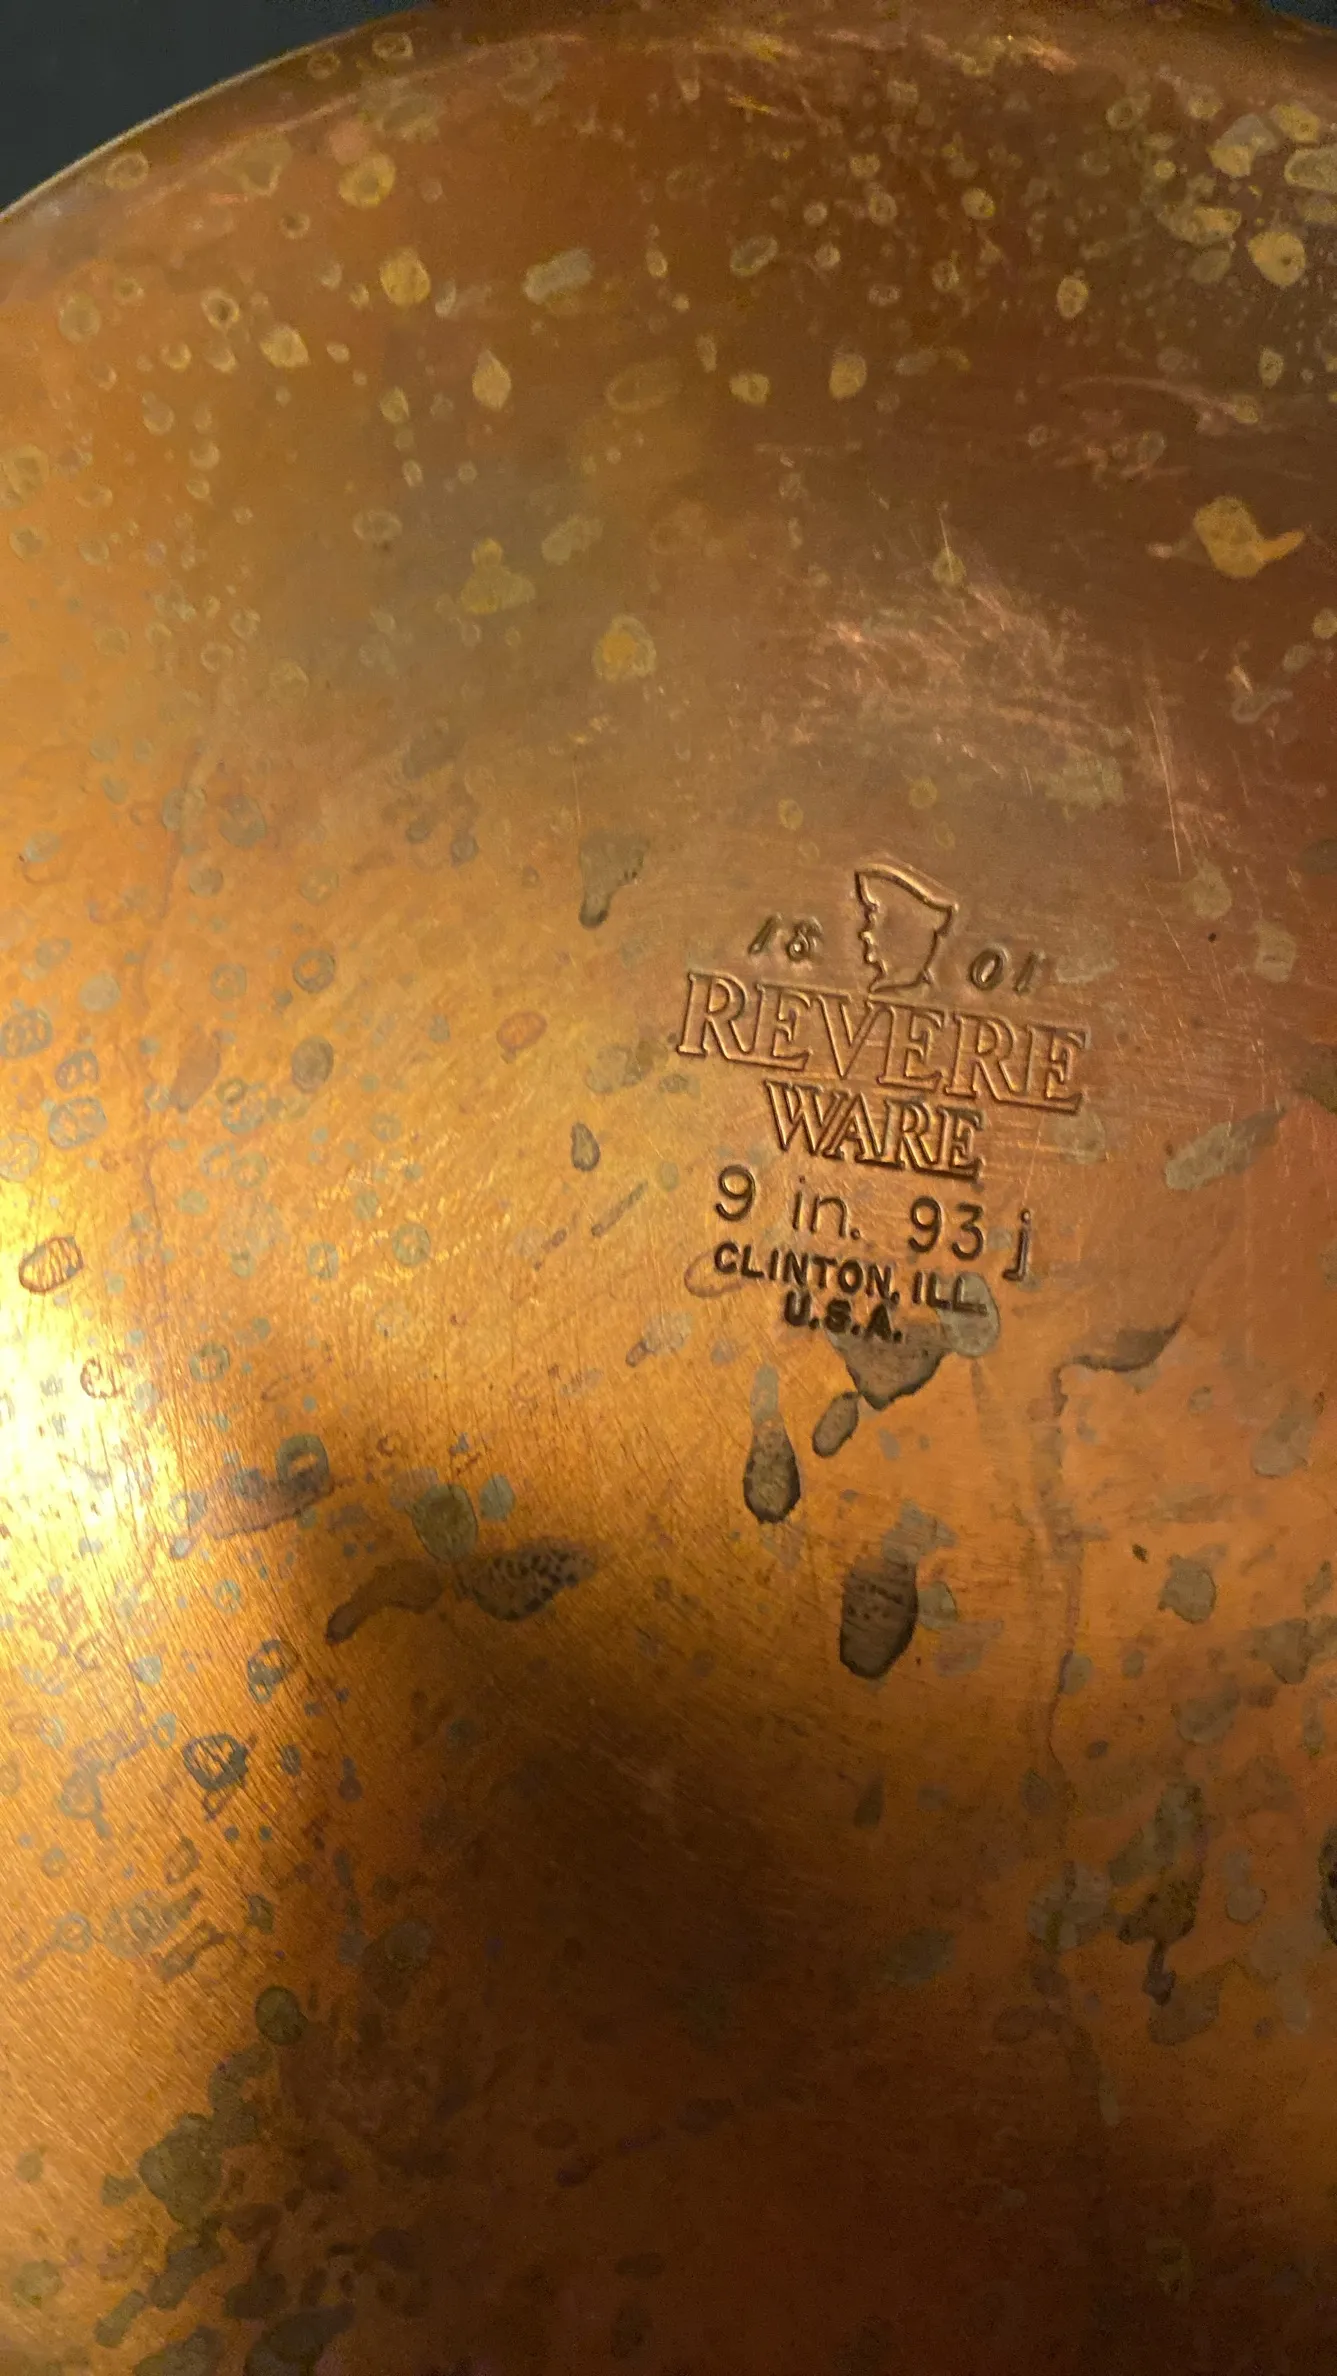 18 01
REVERE
WARE
9 in. 93 j
CLINTON, ILL.
U.S.A.